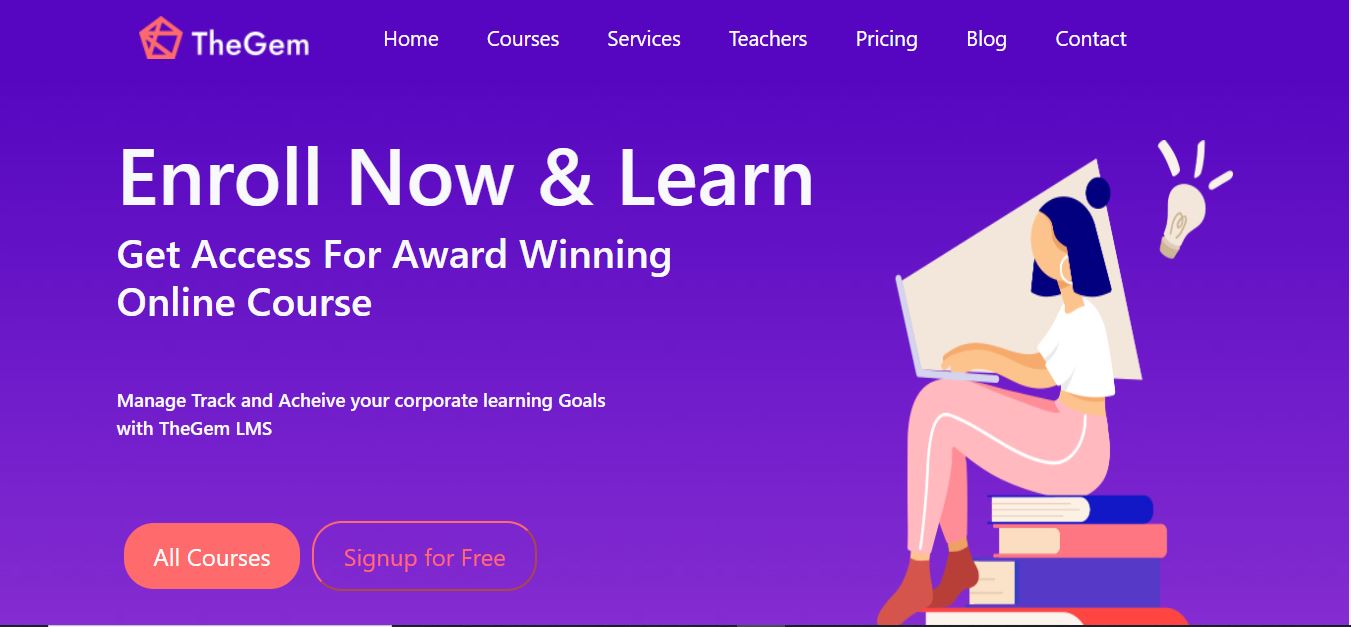 TheGem
Home Courses Services Teachers Pricing Blog Contact
Enroll Now & Learn
Get Access For Award Winning
Online Course
Manage Track and Acheive your corporate learning Goals
with TheGem LMS
All Courses Signup for Free